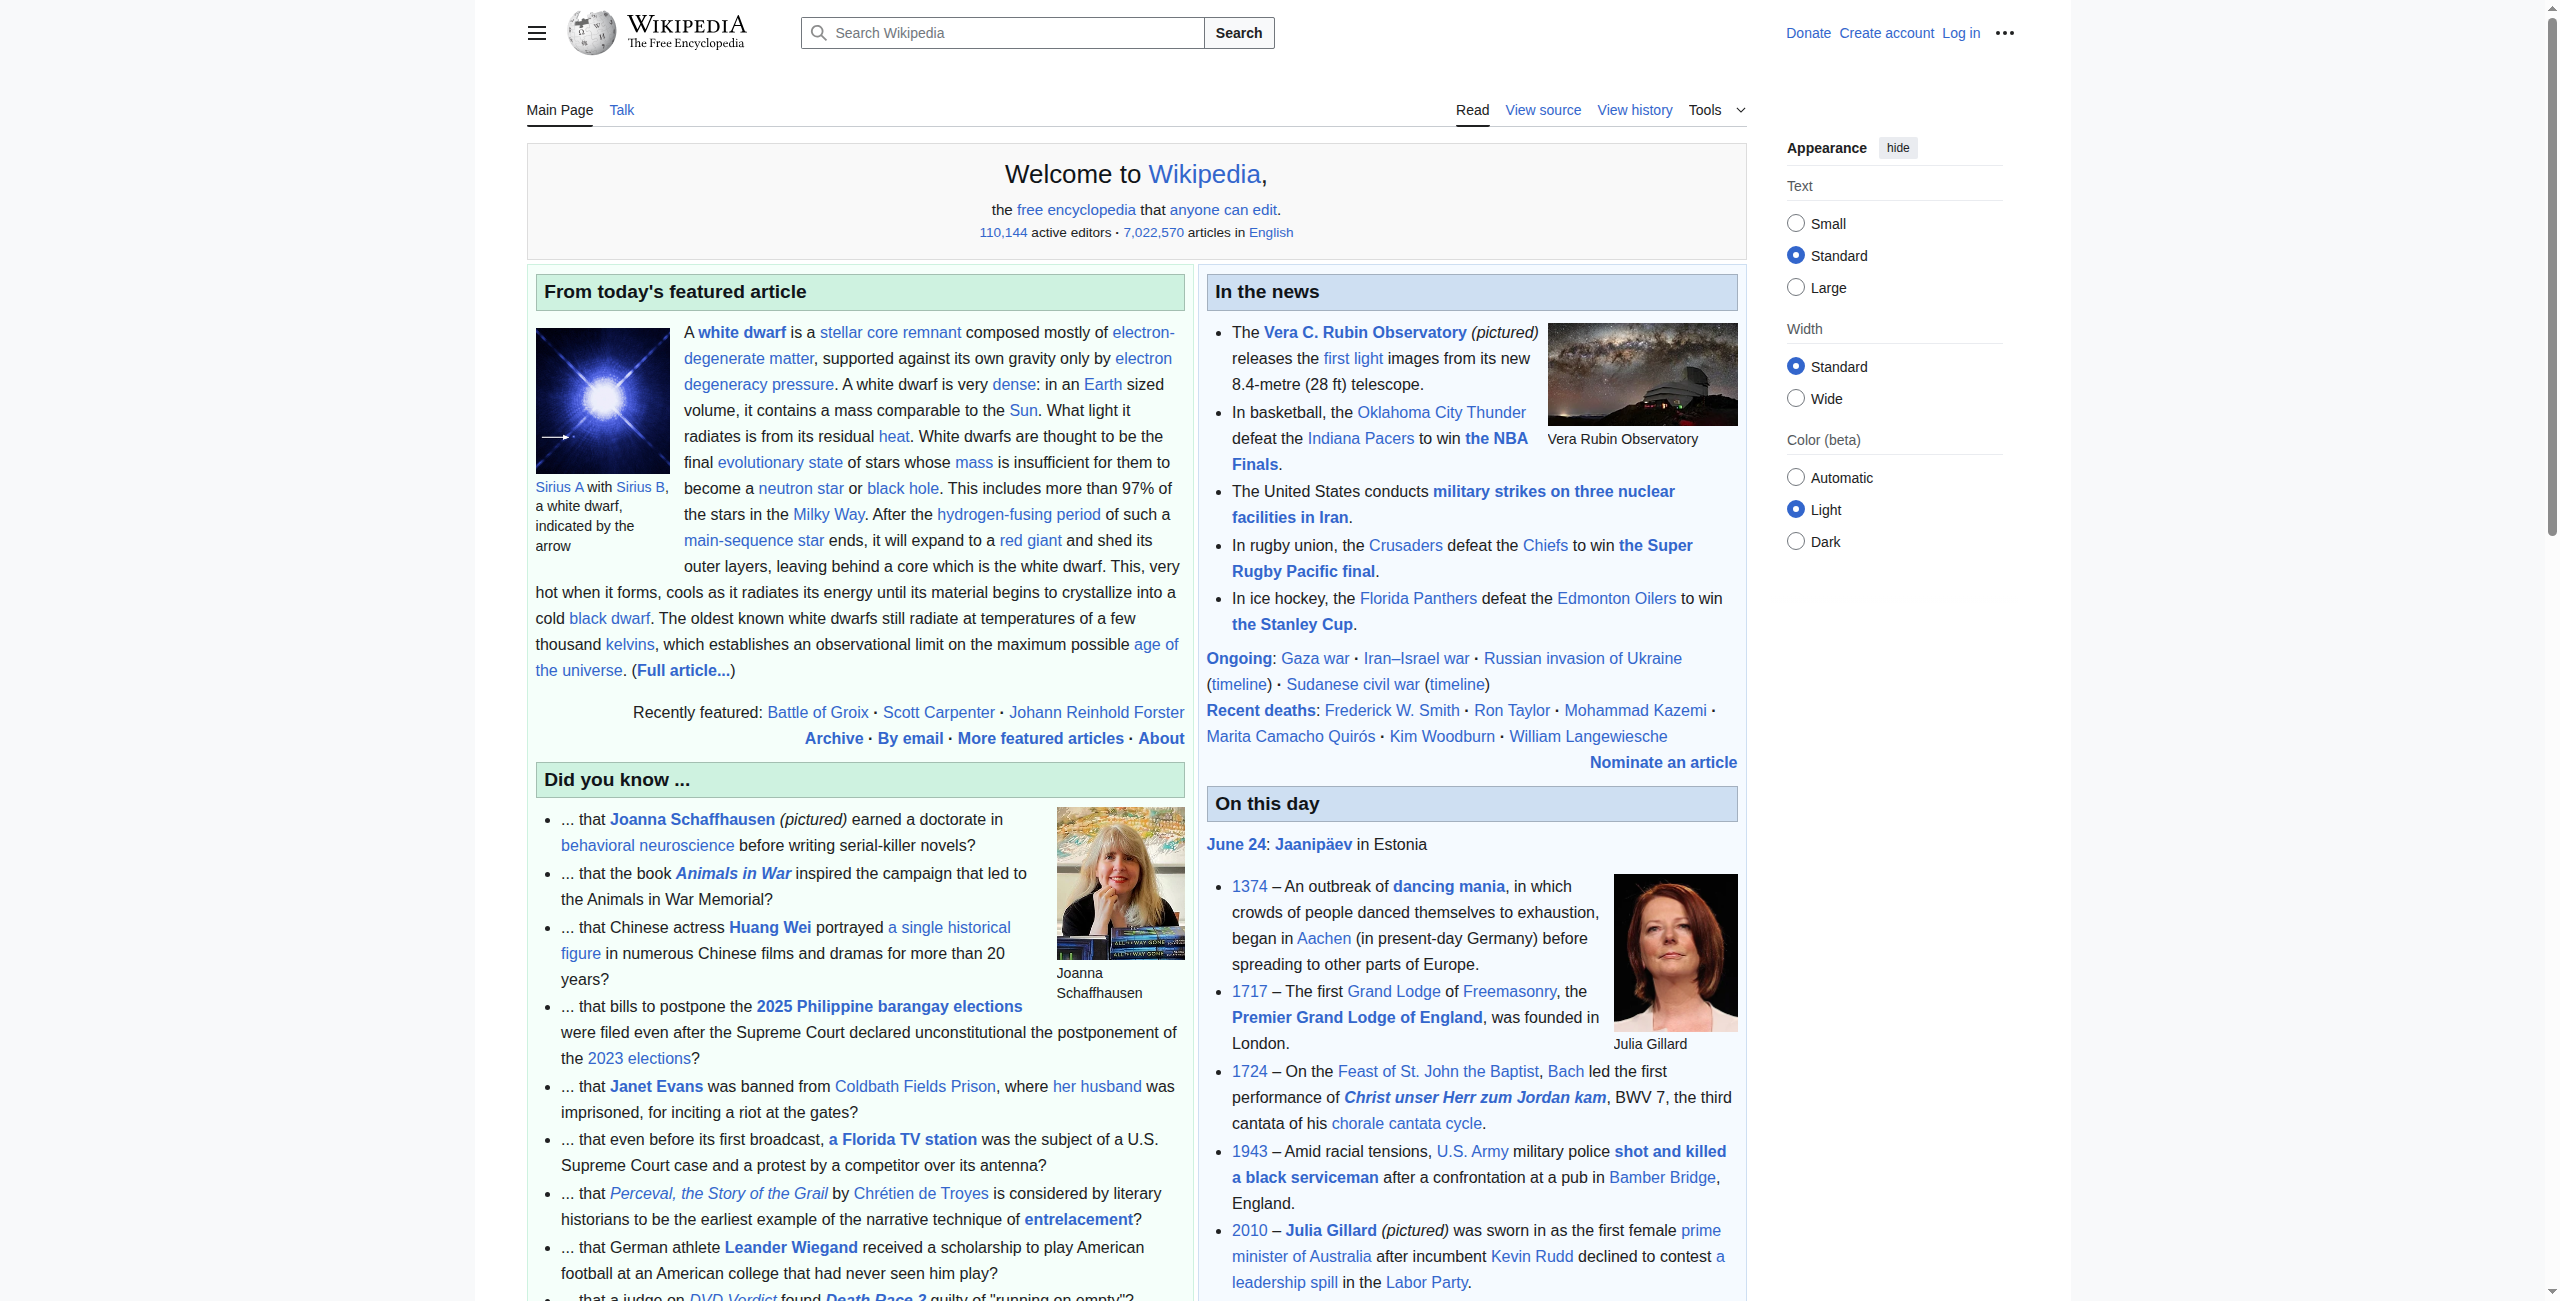 WIKIPEDIA
The Free Encyclopedia
Search Wikipedia
Search
Donate Create account Log in
Main Page Talk
Read View source View history Tools
Welcome to Wikipedia,
the free encyclopedia that anyone can edit.
110,144 active editors · 7,022,570 articles in English
From today's featured article
A white dwarf is a stellar core remnant composed mostly of electron-
degenerate matter, supported against its own gravity only by electron
degeneracy pressure. A white dwarf is very dense: in an Earth sized
volume, it contains a mass comparable to the Sun. What light it
radiates is from its residual heat. White dwarfs are thought to be the
final evolutionary state of stars whose mass is insufficient for them to
become a neutron star or black hole. This includes more than 97% of
the stars in the Milky Way. After the hydrogen-fusing period of such a
main-sequence star ends, it will expand to a red giant and shed its
outer layers, leaving behind a core which is the white dwarf. This, very
hot when it forms, cools as it radiates its energy until its material begins to crystallize into a
cold black dwarf. The oldest known white dwarfs still radiate at temperatures of a few
thousand kelvins, which establishes an observational limit on the maximum possible age of
the universe. (Full article...)
Sirius A with Sirius B,
a white dwarf,
indicated by the
arrow
Recently featured: Battle of Groix · Scott Carpenter · Johann Reinhold Forster
Archive · By email · More featured articles · About
Did you know ...
... that Joanna Schaffhausen (pictured) earned a doctorate in
behavioral neuroscience before writing serial-killer novels?
... that the book Animals in War inspired the campaign that led to
the Animals in War Memorial?
... that Chinese actress Huang Wei portrayed a single historical
figure in numerous Chinese films and dramas for more than 20
years?
... that bills to postpone the 2025 Philippine barangay elections
were filed even after the Supreme Court declared unconstitutional the postponement of
the 2023 elections?
... that Janet Evans was banned from Coldbath Fields Prison, where her husband was
imprisoned, for inciting a riot at the gates?
... that even before its first broadcast, a Florida TV station was the subject of a U.S.
Supreme Court case and a protest by a competitor over its antenna?
... that Perceval, the Story of the Grail by Chrétien de Troyes is considered by literary
historians to be the earliest example of the narrative technique of entrelacement?
... that German athlete Leander Wiegand received a scholarship to play American
football at an American college that had never seen him play?
... that a judge on DVD Verdict found Death Race 2 guilty of "running on empty"?
Joanna
Schaffhausen
In the news
The Vera C. Rubin Observatory (pictured)
releases the first light images from its new
8.4-metre (28 ft) telescope.
In basketball, the Oklahoma City Thunder
defeat the Indiana Pacers to win the NBA
Finals.
The United States conducts military strikes on three nuclear
facilities in Iran.
In rugby union, the Crusaders defeat the Chiefs to win the Super
Rugby Pacific final.
In ice hockey, the Florida Panthers defeat the Edmonton Oilers to win
the Stanley Cup.
Vera Rubin Observatory
Ongoing: Gaza war · Iran–Israel war · Russian invasion of Ukraine
(timeline) · Sudanese civil war (timeline)
Recent deaths: Frederick W. Smith · Ron Taylor · Mohammad Kazemi ·
Marita Camacho Quirós · Kim Woodburn · William Langewiesche
Nominate an article
On this day
June 24: Jaanipäev in Estonia
1374 – An outbreak of dancing mania, in which
crowds of people danced themselves to exhaustion,
began in Aachen (in present-day Germany) before
spreading to other parts of Europe.
1717 – The first Grand Lodge of Freemasonry, the
Premier Grand Lodge of England, was founded in
London.
1724 – On the Feast of St. John the Baptist, Bach led the first
performance of Christ unser Herr zum Jordan kam, BWV 7, the third
cantata of his chorale cantata cycle.
1943 – Amid racial tensions, U.S. Army military police shot and killed
a black serviceman after a confrontation at a pub in Bamber Bridge,
England.
2010 – Julia Gillard (pictured) was sworn in as the first female prime
minister of Australia after incumbent Kevin Rudd declined to contest a
leadership spill in the Labor Party.
Julia Gillard
Appearance hide
Text
Small
Standard
Large
Width
Standard
Wide
Color (beta)
Automatic
Light
Dark